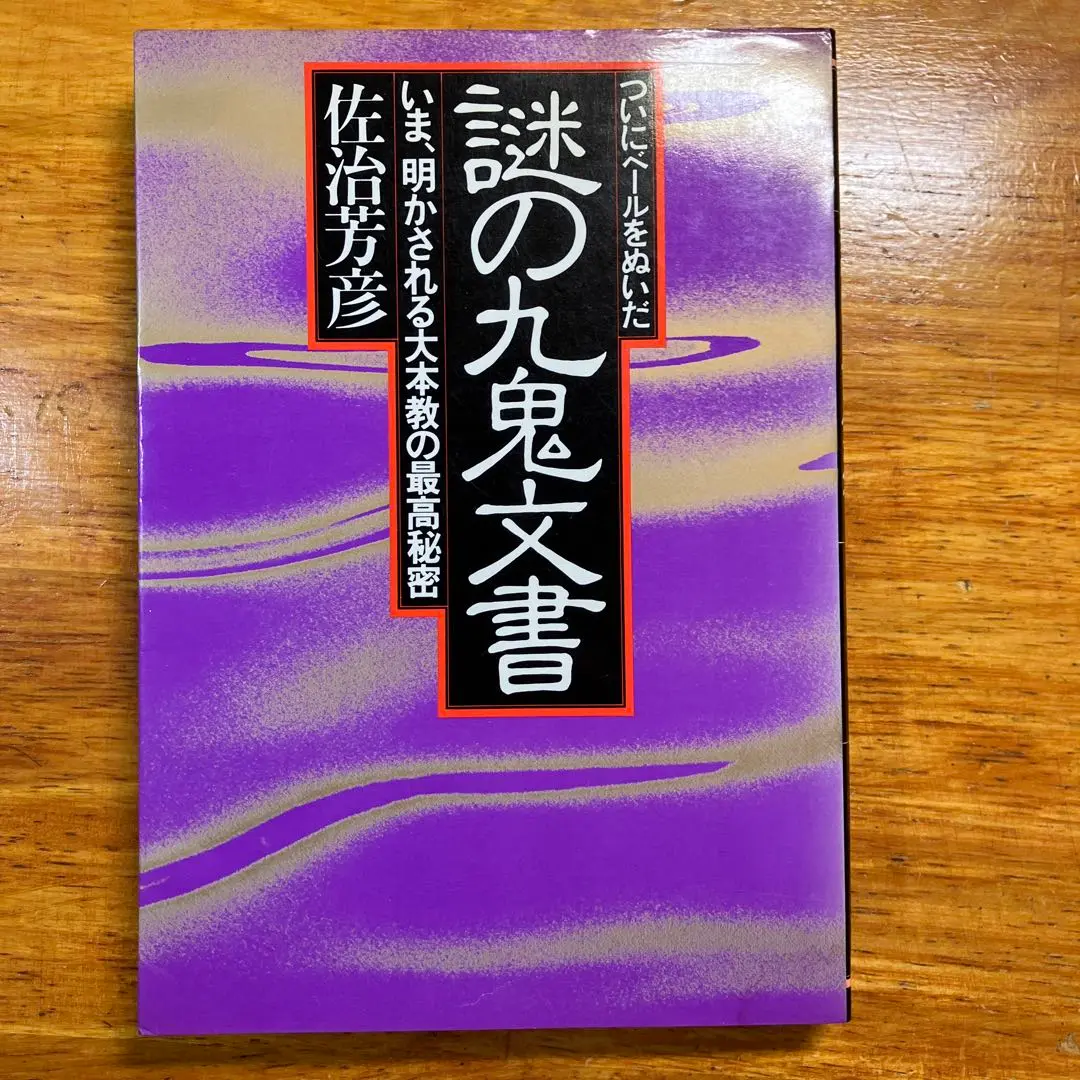 ついにベールをぬいだ
謎の九鬼文書
いま、明かされる大本教の最高秘密
佐治芳彦